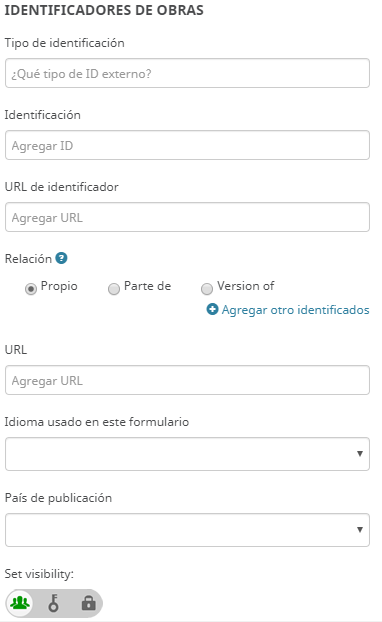 IDENTIFICADORES DE OBRAS
Tipo de identificación
¿Qué tipo de ID externo?
Identificación
Agregar ID
URL de identificador
Agregar URL
Relación ?
Propio Parte de Version of
Agregar otro identificados
URL
Agregar URL
Idioma usado en este formulario
País de publicación
Set visibility: